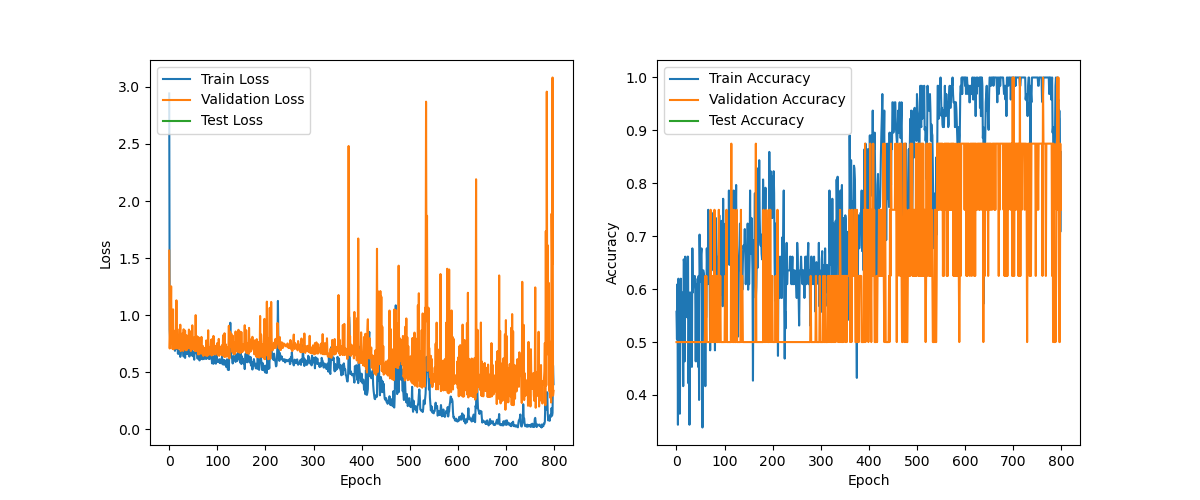 Train Loss
Validation Loss
Test Loss
3.0
2.5
2.0
1.5
1.0
0.5
0.0
Loss
0 100 200 300 400 500 600 700 800
Epoch
Train Accuracy
Validation Accuracy
Test Accuracy
1.0
0.9
0.8
0.7
0.6
0.5
0.4
Accuracy
0 100 200 300 400 500 600 700 800
Epoch